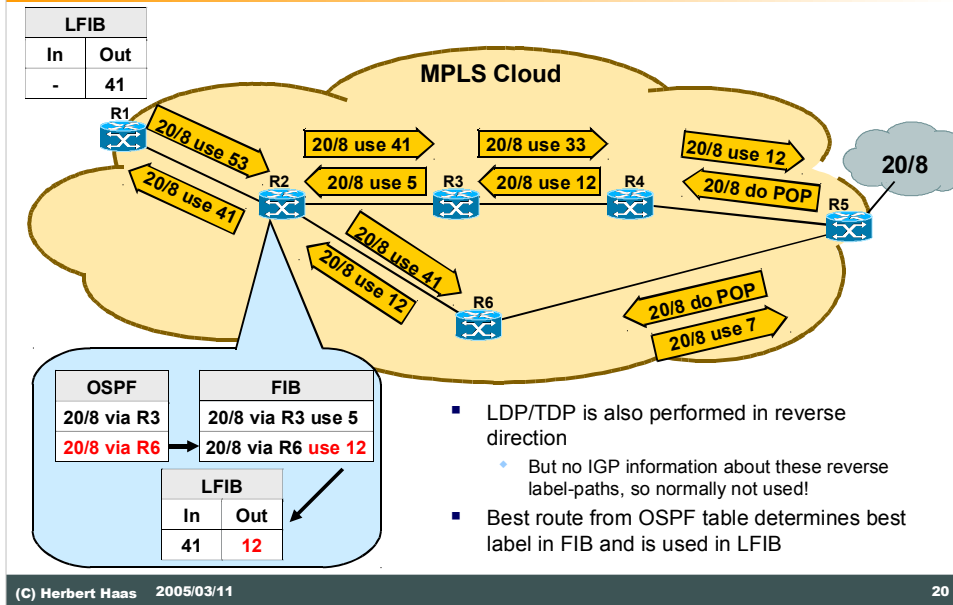 LFIB
In Out
- 41
MPLS Cloud
R1
20/8 use 53
20/8 use 41
R2
20/8 use 41
20/8 use 5
R3
20/8 use 33
20/8 use 12
R4
20/8 use 12
20/8 do POP
R5
20/8
20/8 use 41
20/8 use 12
R6
20/8 do POP
20/8 use 7
OSPF
20/8 via R3
20/8 via R6
FIB
20/8 via R3 use 5
20/8 via R6 use 12
LFIB
In Out
41 12
LDP/TDP is also performed in reverse
direction
But no IGP information about these reverse
label-paths, so normally not used!
Best route from OSPF table determines best
label in FIB and is used in LFIB
(C) Herbert Haas 2005/03/11
20